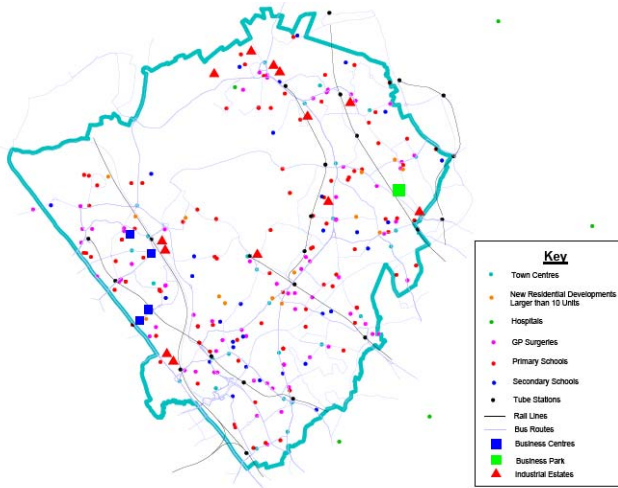 Key
Town Centres
New Residential Developments
Larger than 10 Units
Hospitals
GP Surgeries
Primary Schools
Secondary Schools
Tube Stations
Rail Lines
Bus Routes
Business Centres
Business Park
Industrial Estates